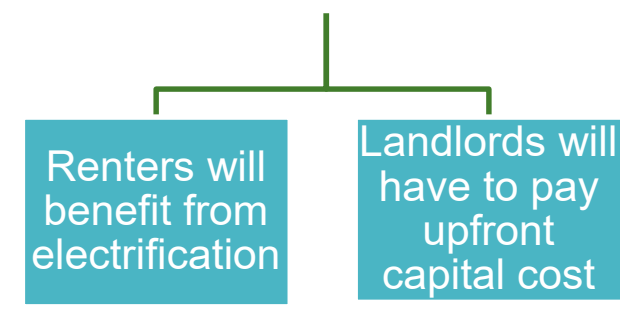 Renters will
benefit from
electrification
Landlords will
have to pay
upfront
capital cost